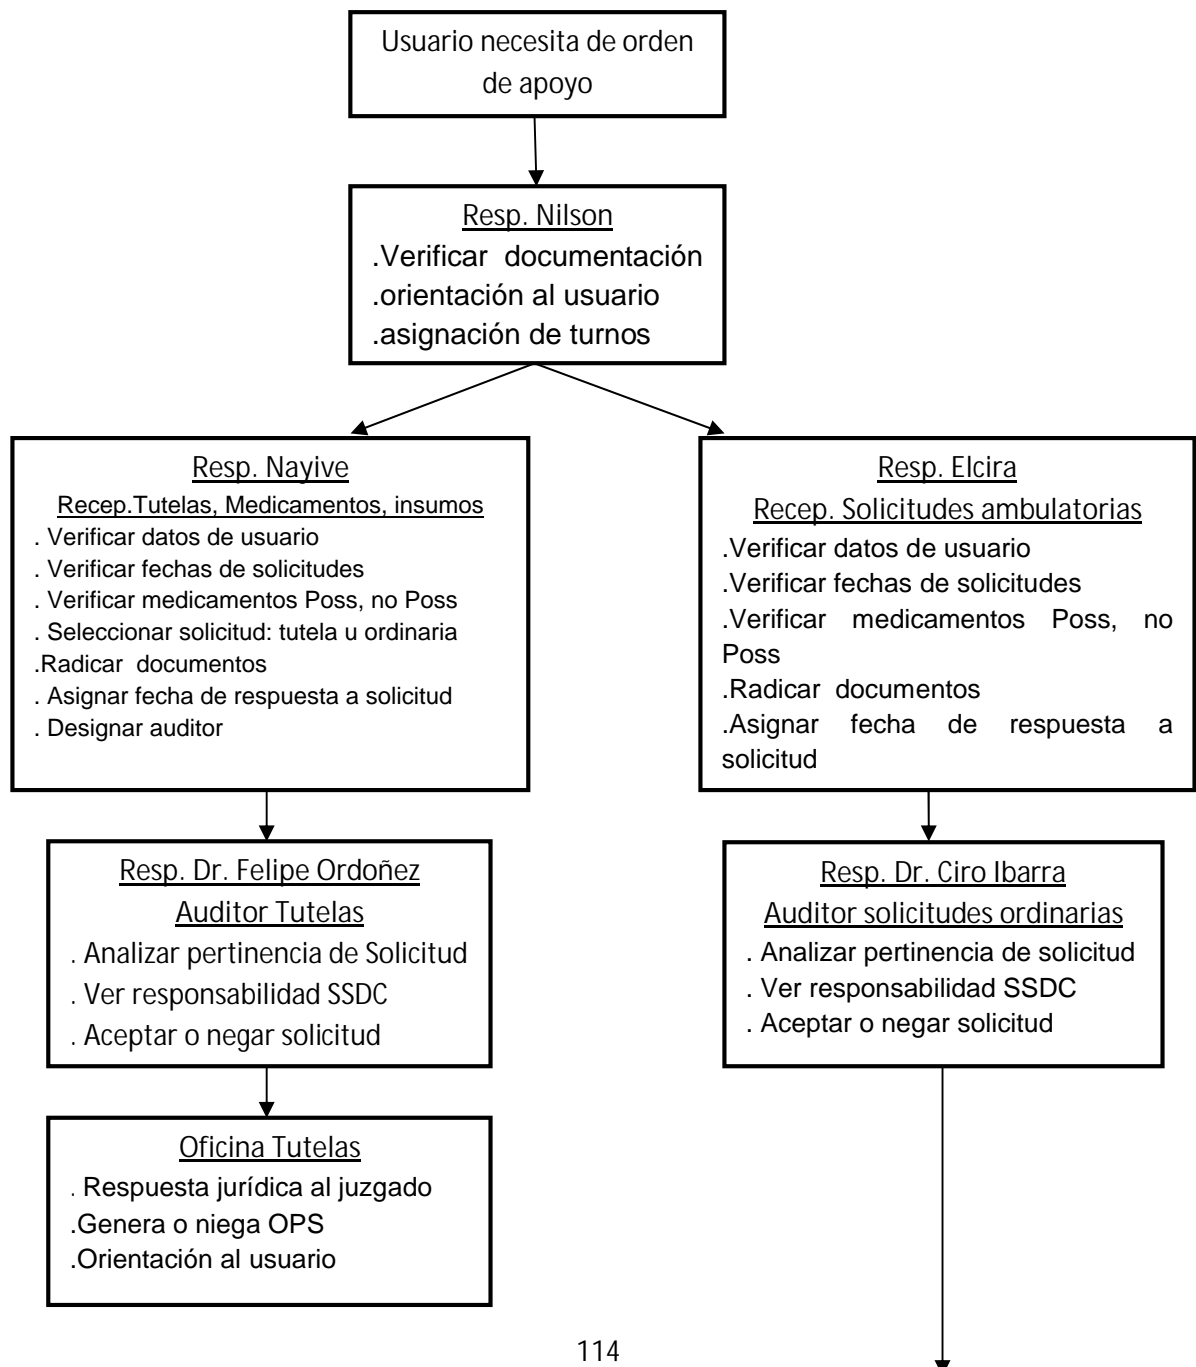 Usuario necesita de orden
de apoyo
Resp. Nilson
.Verificar documentación
.orientación al usuario
.asignación de turnos
Resp. Nayive
Recep.Tutelas, Medicamentos, insumos
. Verificar datos de usuario
. Verificar fechas de solicitudes
. Verificar medicamentos Poss, no Poss
. Seleccionar solicitud: tutela u ordinaria
.Radicar documentos
. Asignar fecha de respuesta a solicitud
. Designar auditor
Resp. Elcira
Recep. Solicitudes ambulatorias
.Verificar datos de usuario
.Verificar fechas de solicitudes
.Verificar medicamentos Poss, no
Poss
.Radicar documentos
.Asignar fecha de respuesta a
solicitud
Resp. Dr. Felipe Ordoñez
Auditor Tutelas
. Analizar pertinencia de Solicitud
. Ver responsabilidad SSDC
. Aceptar o negar solicitud
Resp. Dr. Ciro Ibarra
Auditor solicitudes ordinarias
. Analizar pertinencia de solicitud
. Ver responsabilidad SSDC
. Aceptar o negar solicitud
Oficina Tutelas
. Respuesta jurídica al juzgado
.Genera o niega OPS
.Orientación al usuario
114